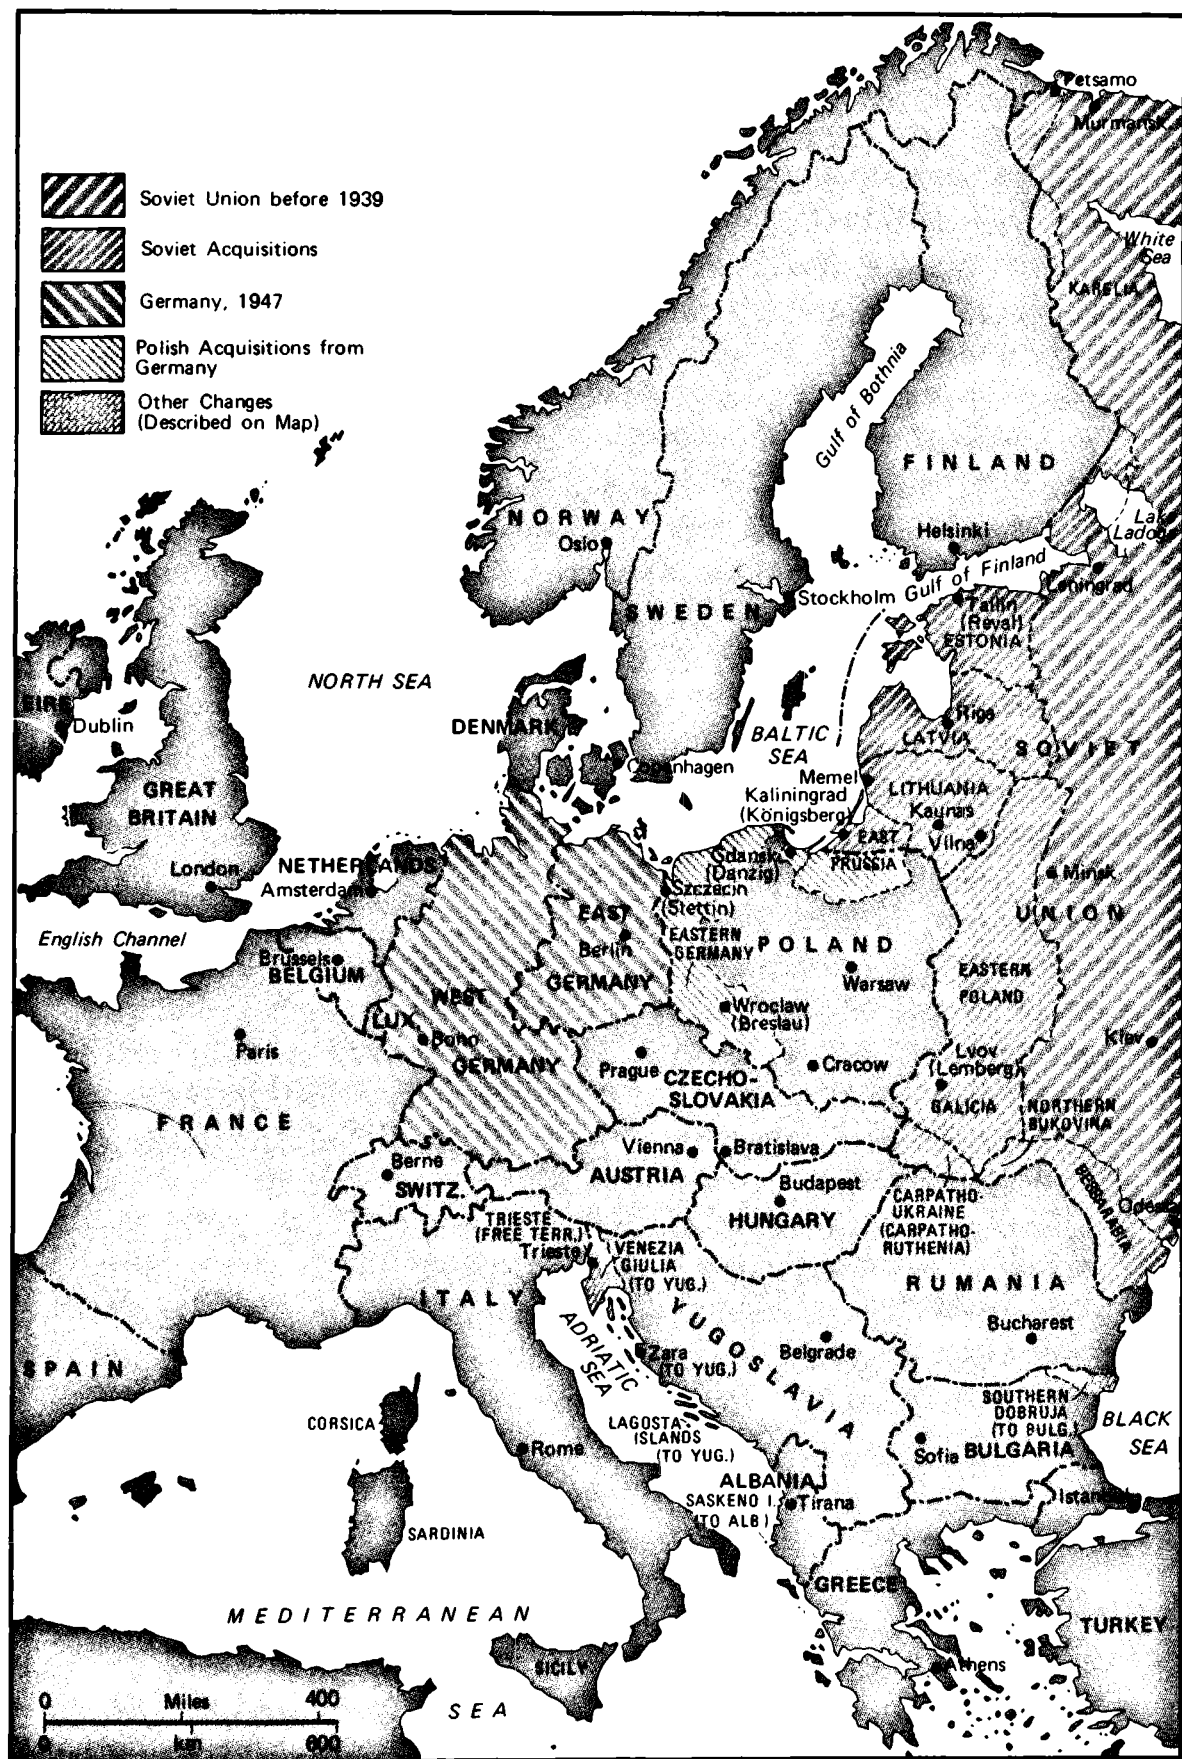 Petsamo
Murmansk
Soviet Union before 1939
Soviet Acquisitions
Germany, 1947
Polish Acquisitions from
Germany
Other Changes
(Described on Map)
White
Sea
KARELIA
Gulf of Bothnia
FINLAND
NORWAY
Oslo
Helsinki
Lak
Ladog
Gulf of Finland
Leningrad
Stockholm
SWEDEN
Tallin
(Reval)
ESTONIA
NORTH SEA
EIRE
Dublin
DENMARK
Copenhagen
BALTIC
SEA
Riga
LATVIA
SOVIET
UNION
Memel
LITHUANIA
Kaliningrad
(Königsberg)
Kaunas
Vilna
EAST
PRUSSIA
GREAT
BRITAIN
London
NETHERLANDS
Amsterdam
Gdansk
(Danzig)
Szczecin
(Stettin)
Minsk
EAST
GERMANY
Berlin
EASTERN
GERMANY
POLAND
Warsaw
EASTERN
POLAND
English Channel
Brussels
BELGIUM
LUX.
WEST
GERMANY
Bonn
Wroclaw
(Breslau)
Kiev
Paris
FRANCE
Prague
CZECHO-
SLOVAKIA
Cracow
Lvov
(Lemberg)
GALICIA
NORTHERN
BUKOVINA
Berne
SWITZ.
Vienna
AUSTRIA
Bratislava
Budapest
HUNGARY
CARPATHO-
UKRAINE
(CARPATHO-
RUTHENIA)
BESSARABIA
Odessa
TRIESTE
(FREE TERR.)
Trieste
VENEZIA
GIULIA
(TO YUG.)
RUMANIA
Bucharest
ITALY
ADRIATIC
SEA
Zara
(TO YUG.)
YUGOSLAVIA
Belgrade
SPAIN
CORSICA
Rome
LAGOSTA
ISLANDS
(TO YUG.)
SOUTHERN
DOBRUJA
(TO BULG.)
Sofia
BULGARIA
BLACK
SEA
ALBANIA
SASKENO I.
(TO ALB)
Tirana
Istanbul
SARDINIA
GREECE
TURKEY
MEDITERRANEAN
SEA
SICILY
Athens
0 Miles 400
0 km 600